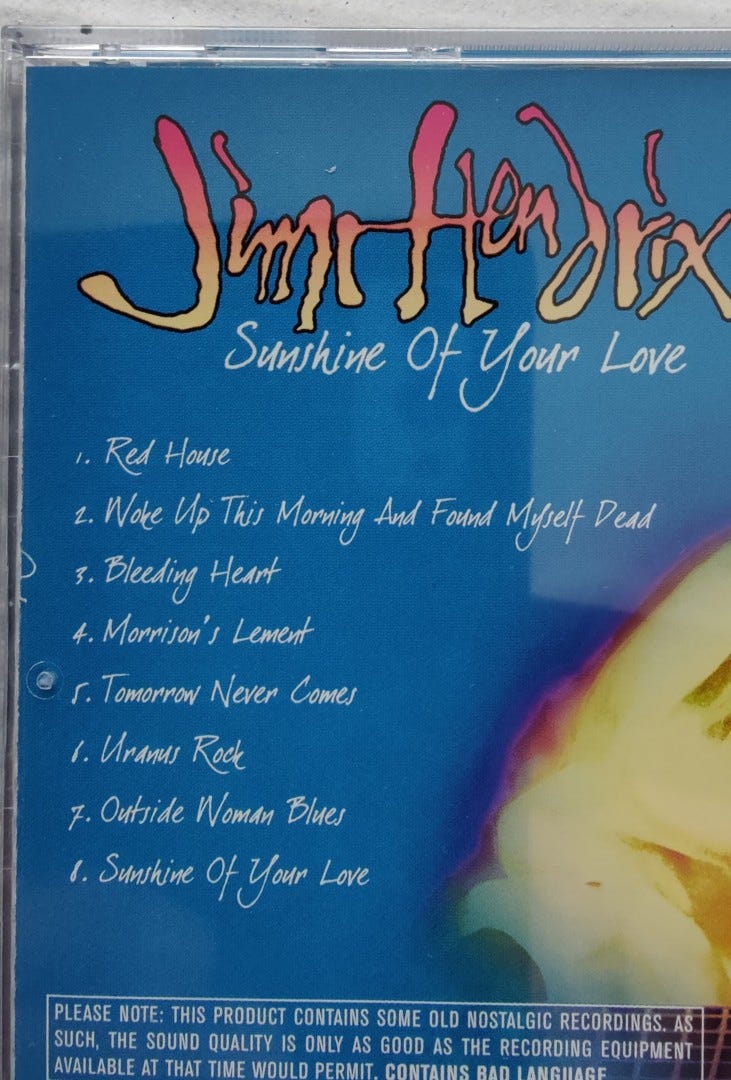 Jimi Hendrix
Sunshine Of Your Love
1. Red House
2. Woke Up This Morning And Found Myself Dead
3. Bleeding Heart
4. Morrison's Lement
5. Tomorrow Never Comes
6. Uranus Rock
7. Outside Woman Blues
8. Sunshine Of Your Love
PLEASE NOTE: THIS PRODUCT CONTAINS SOME OLD NOSTALGIC RECORDINGS. AS
SUCH, THE SOUND QUALITY IS ONLY AS GOOD AS THE RECORDING EQUIPMENT
AVAILABLE AT THAT TIME WOULD PERMIT. CONTAINS BAD LANGUAGE